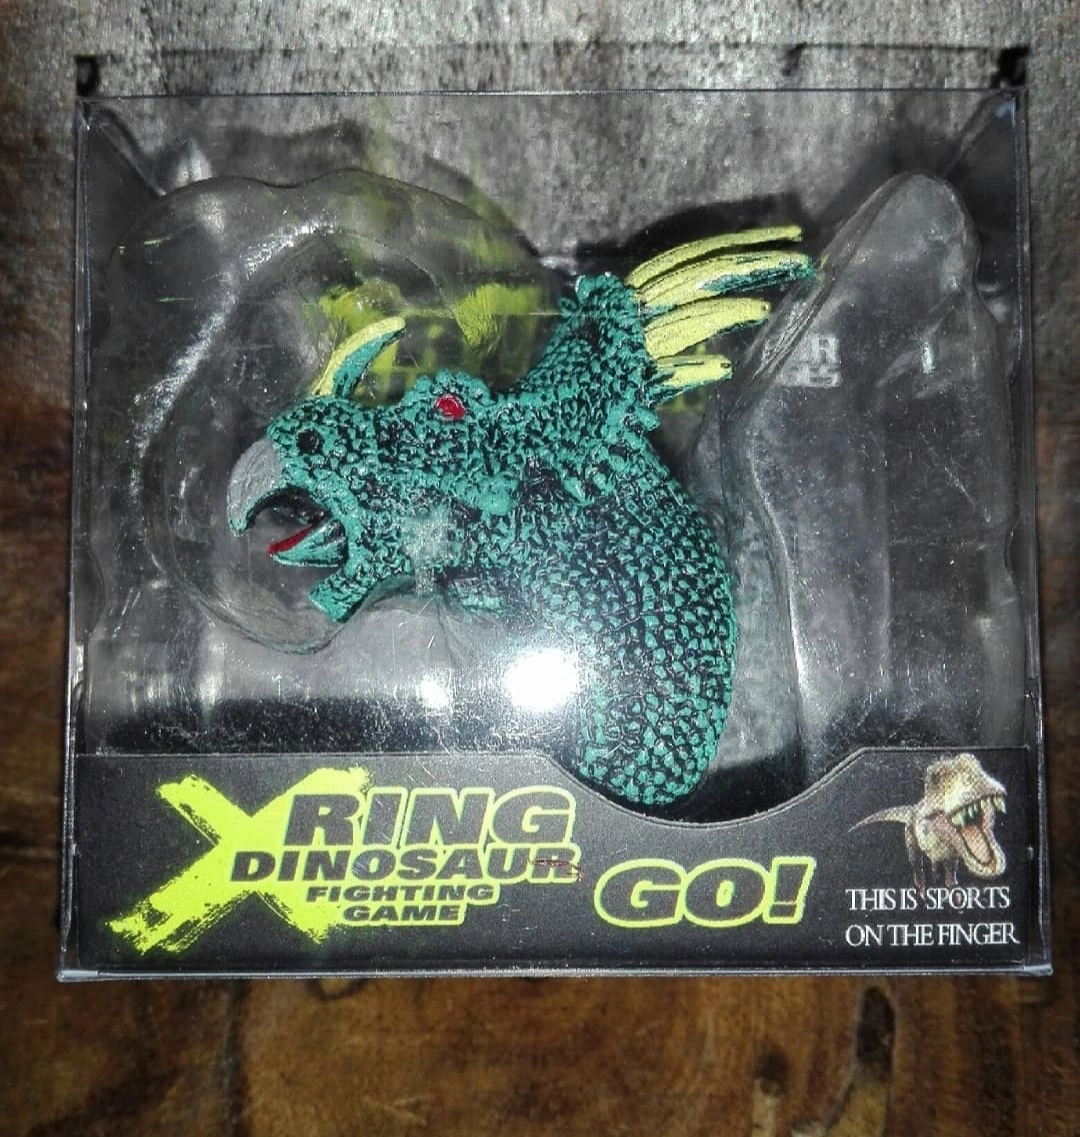 X RING
DINOSAUR
FIGHTING
GAME
GO!
THIS IS SPORTS
ON THE FINGER